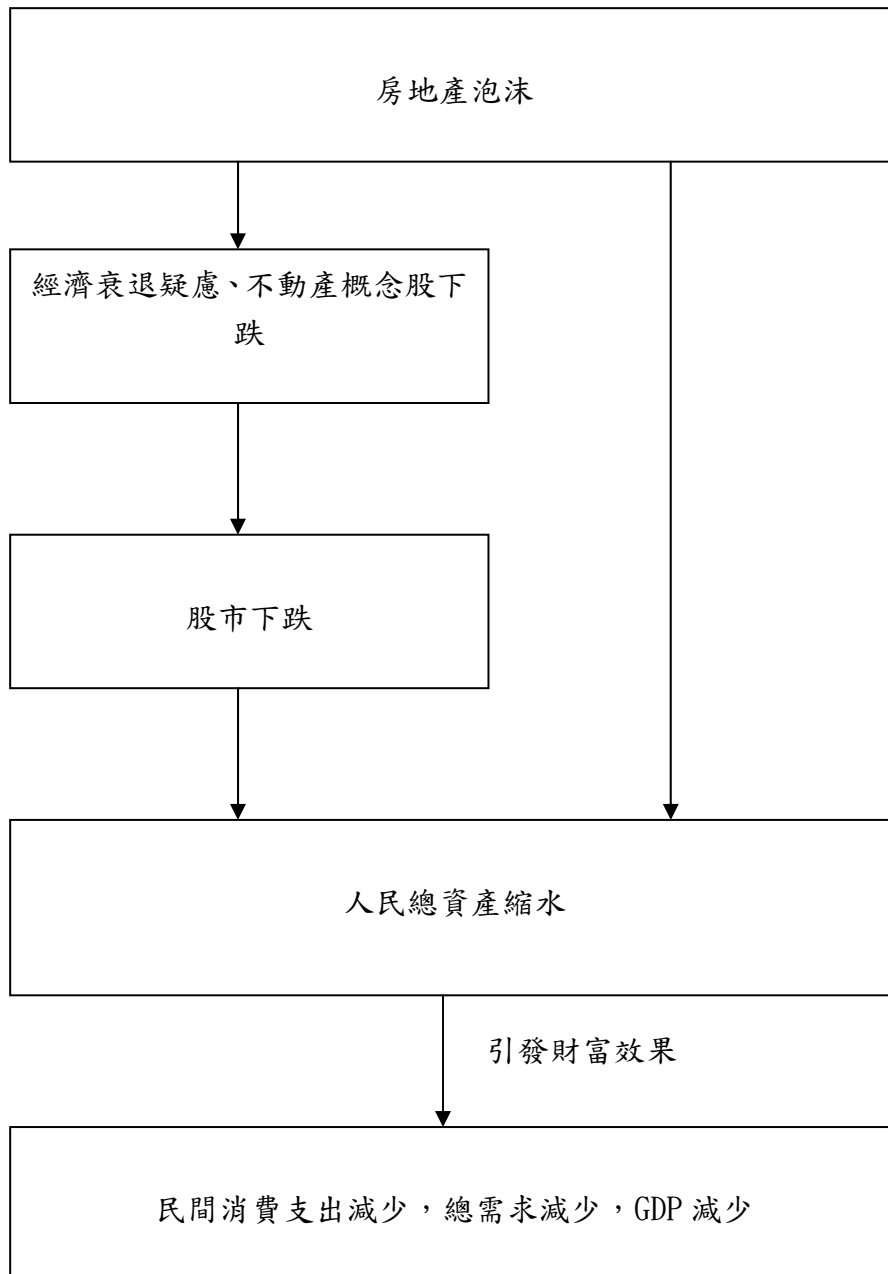 房地產泡沫
經濟衰退疑慮、不動產概念股下
跌
股市下跌
人民總資產縮水
引發財富效果
民間消費支出減少，總需求減少，GDP 減少